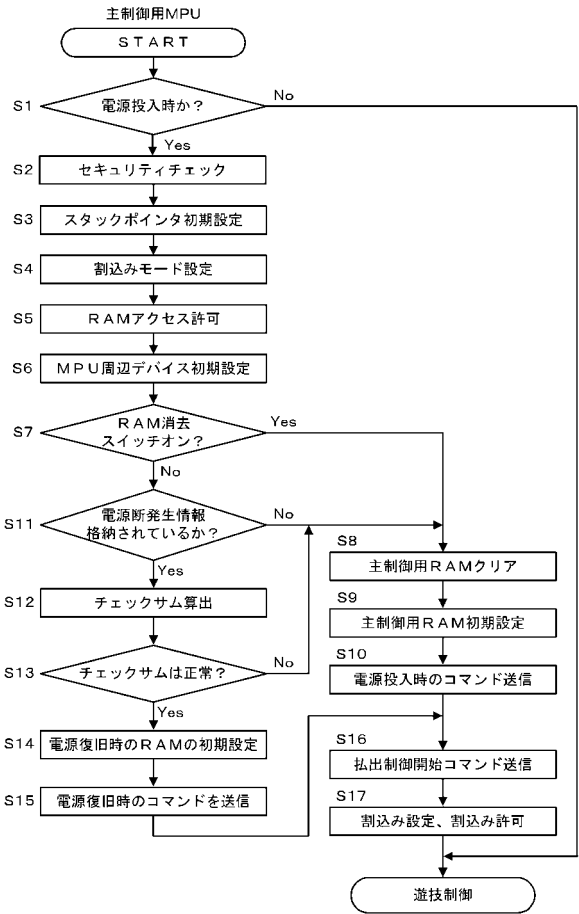 主制御用MPU
START
S1
電源投入時か？
No
Yes
S2
セキュリティチェック
S3
スタックポインタ初期設定
S4
割込みモード設定
S5
RAMアクセス許可
S6
MPU周辺デバイス初期設定
S7
RAM消去
スイッチオン？
Yes
No
S11
電源断発生情報
格納されているか？
No
Yes
S12
チェックサム算出
S13
チェックサムは正常？
No
Yes
S14
電源復旧時のRAMの初期設定
S15
電源復旧時のコマンドを送信
S8
主制御用RAMクリア
S9
主制御用RAM初期設定
S10
電源投入時のコマンド送信
S16
払出制御開始コマンド送信
S17
割込み設定、割込み許可
遊技制御